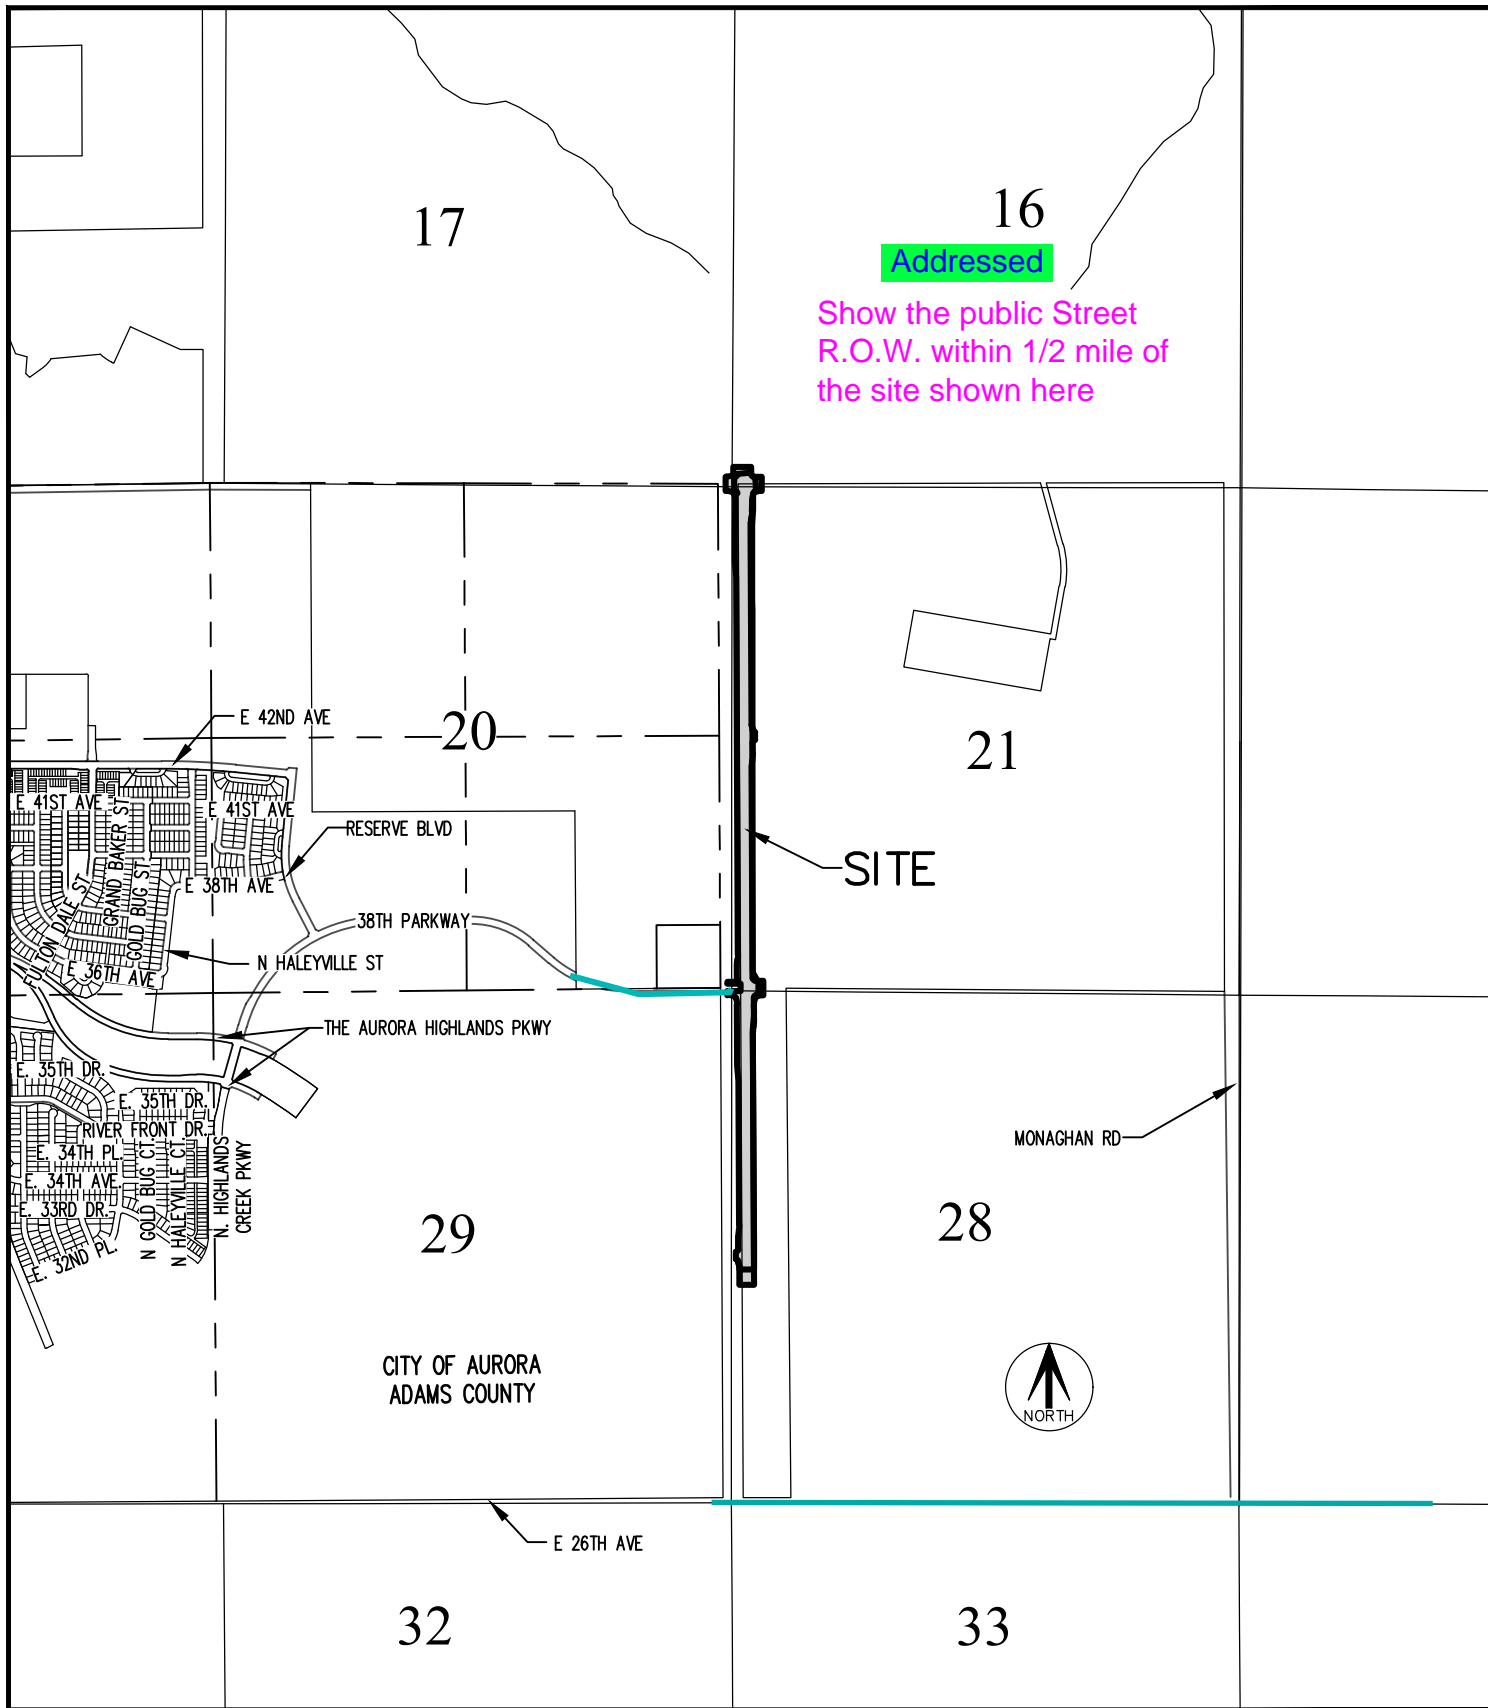 17
16
Addressed
Show the public Street
R.O.W. within 1/2 mile of
the site shown here
E 42ND AVE
20
21
E 41ST AVE
E 41ST AVE
RESERVE BLVD
GRAND BAKER ST
GOLD BUG ST
SITE
E 38TH AVE
FULTON DALE ST
38TH PARKWAY
N HALEYVILLE ST
E 36TH AVE
THE AURORA HIGHLANDS PKWY
E. 35TH DR.
E. 35TH DR.
RIVER FRONT DR.
MONAGHAN RD
E. 34TH PL.
E. 34TH AVE.
E. 33RD DR.
N GOLD BUG CT.
N HALEYVILLE CT.
N. HIGHLANDS
CREEK PKWY
E. 32ND PL.
29
28
CITY OF AURORA
ADAMS COUNTY
NORTH
E 26TH AVE
32
33